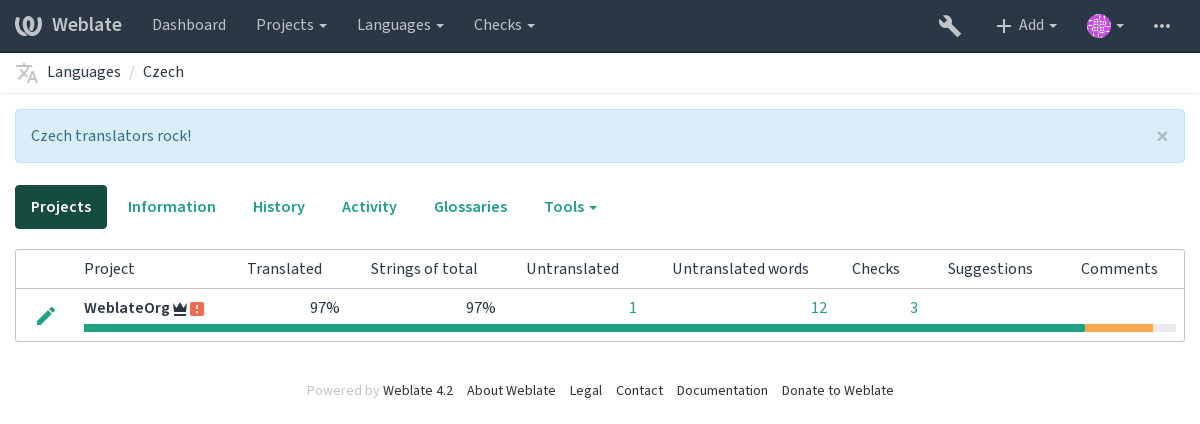 Weblate Dashboard Projects Languages Checks Add
Languages / Czech
Czech translators rock! ×
Projects Information History Activity Glossaries Tools
Project Translated Strings of total Untranslated Untranslated words Checks Suggestions Comments
WeblateOrg 97% 97% 1 12 3
Powered by Weblate 4.2 About Weblate Legal Contact Documentation Donate to Weblate